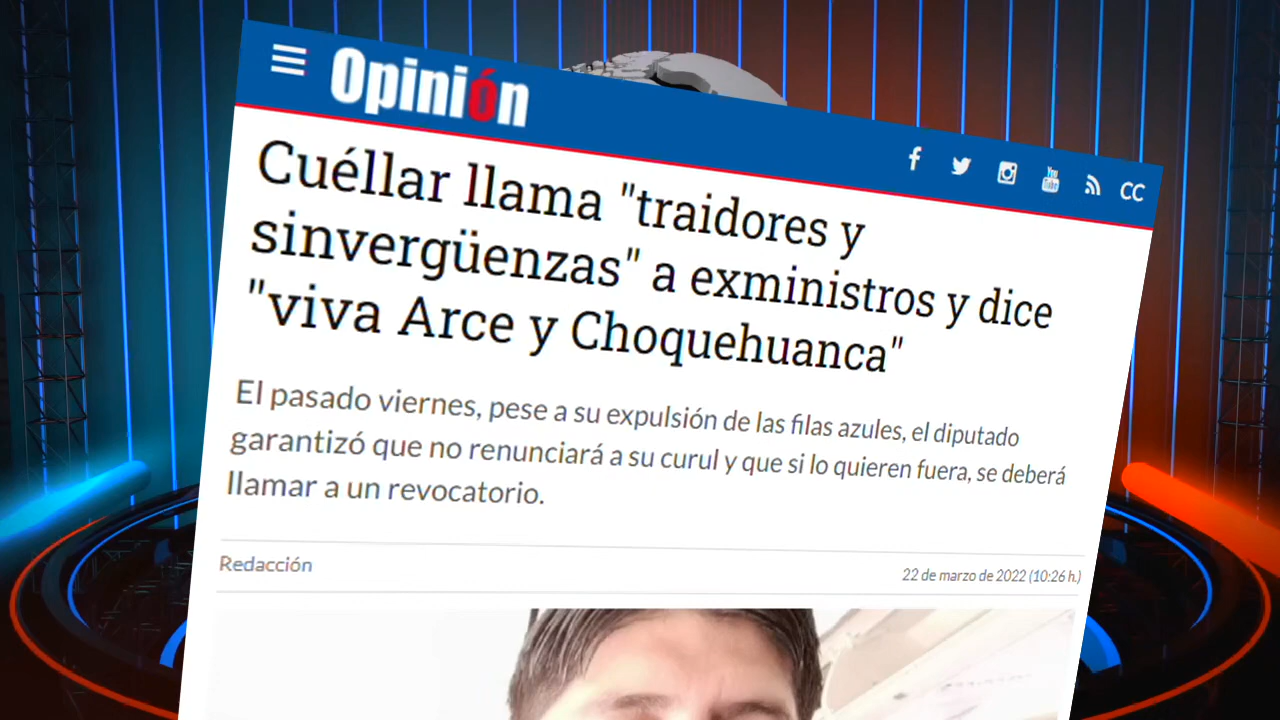 Opinión
CC
Cuéllar llama "traidores y
sinvergüenzas" a exministros y dice
"viva Arce y Choquehuanca"
El pasado viernes, pese a su expulsión de las filas azules, el diputado
garantizó que no renunciará a su curul y que si lo quieren fuera, se deberá
llamar a un revocatorio.
Redacción
22 de marzo de 2022 (10:26 h.)